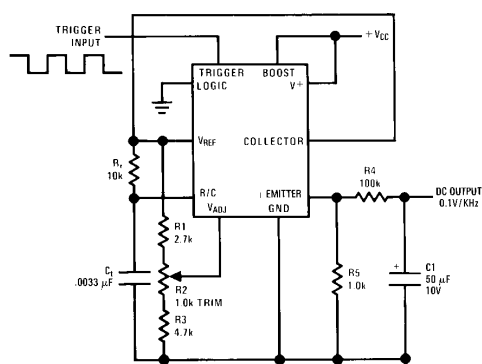 TRIGGER
INPUT
+ VCC
TRIGGER
LOGIC
BOOST
V+
VREF
COLLECTOR
Rt
10k
R/C
VADJ
EMITTER
GND
R4
100k
DC OUTPUT
0.1V/KHz
R1
2.7k
R2
1.0k TRIM
R3
4.7k
Ct
.0033 μF
R5
1.0k
+
C1
50 μF
10V